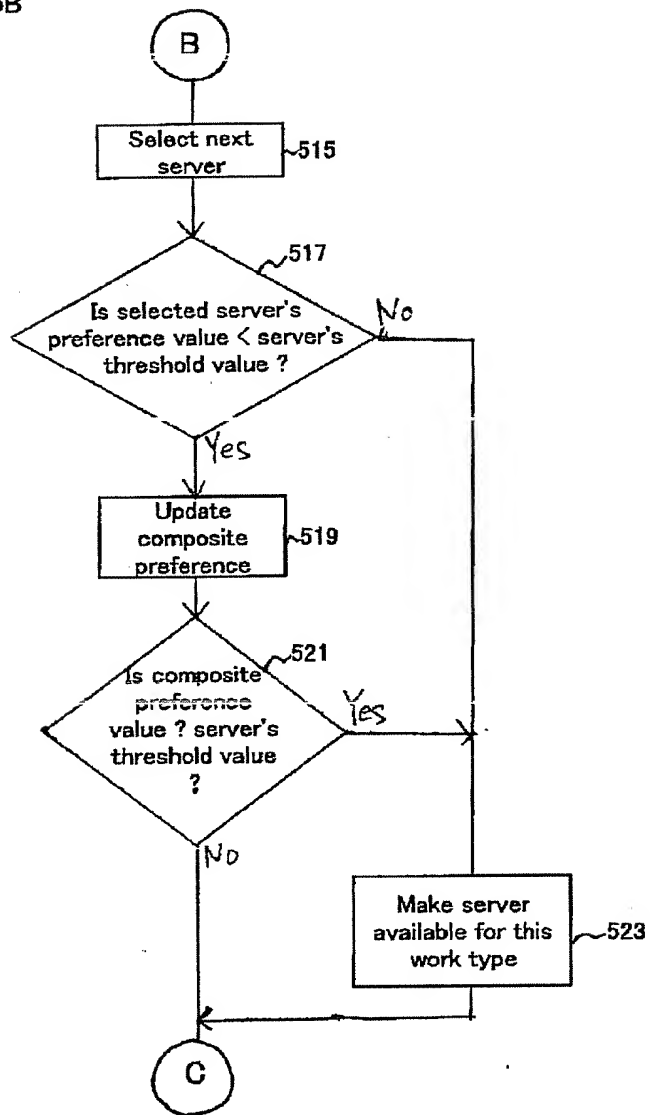 B
Select next
server
515
517
Is selected server's
preference value < server's
threshold value ?
No
Yes
Update
composite
preference
519
521
Is composite
preference
value ? server's
threshold value
?
Yes
No
Make server
available for this
work type
523
C